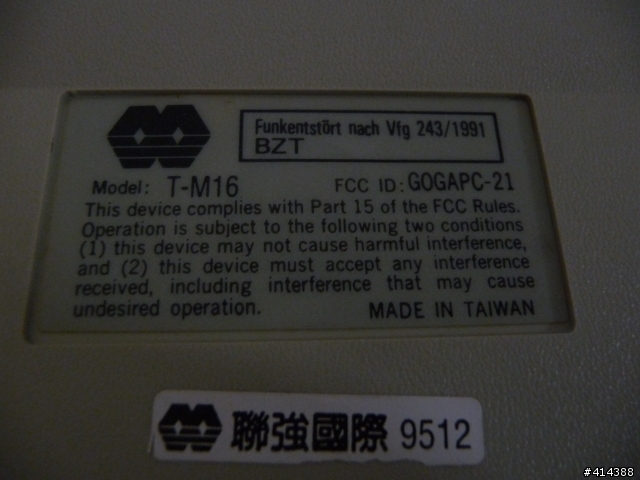 Funkentstört nach Vfg 243/1991
BZT
Model: T-M16 FCC ID: GOGAPC-21
This device complies with Part 15 of the FCC Rules.
Operation is subject to the following two conditions
(1) this device may not cause harmful interference,
and (2) this device must accept any interference
received, including interference that may cause
undesired operation. MADE IN TAIWAN
聯強國際 9512
#414388